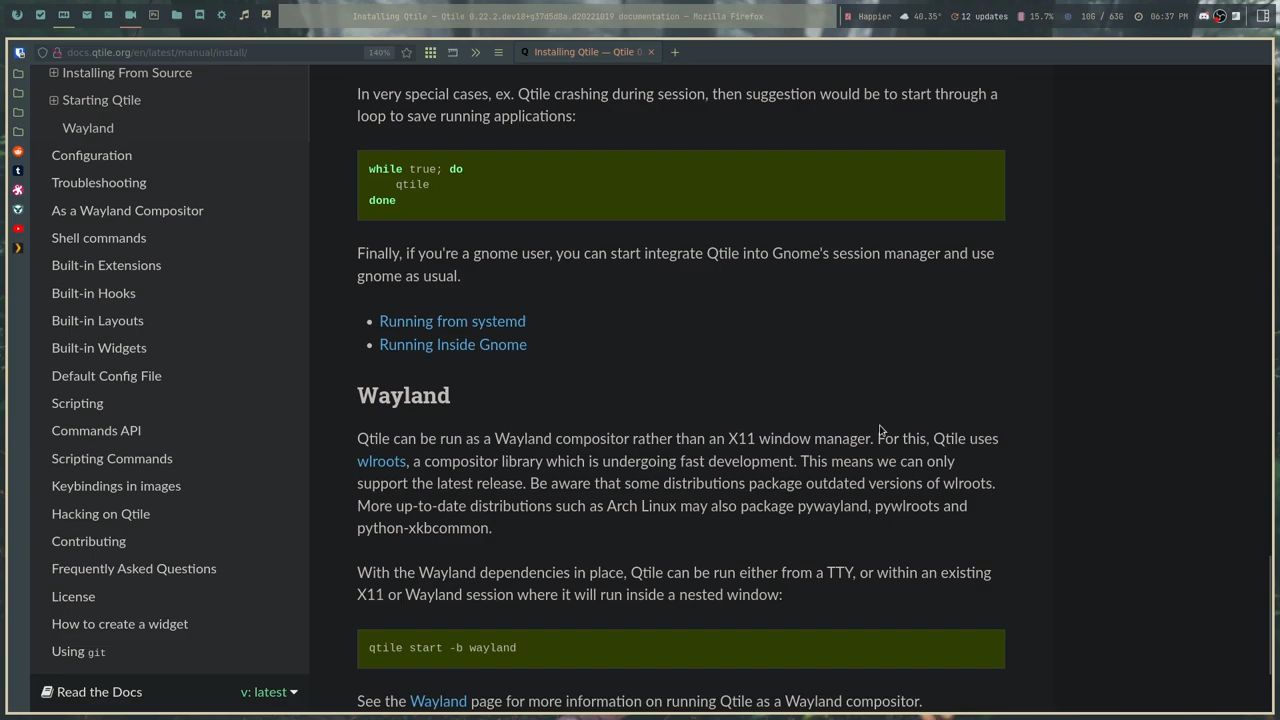 Installing Qtile — Qtile 0.22.2.dev18+g37d5d8a.d20221019 documentation — Mozilla Firefox
Happier
40.35°
12 updates
15.7%
10G / 63G
06:37 PM
docs.qtile.org/en/latest/manual/install/
140%
Installing Qtile — Qtile 0
Installing From Source
Starting Qtile
Wayland
Configuration
Troubleshooting
As a Wayland Compositor
Shell commands
Built-in Extensions
Built-in Hooks
Built-in Layouts
Built-in Widgets
Default Config File
Scripting
Commands API
Scripting Commands
Keybindings in images
Hacking on Qtile
Contributing
Frequently Asked Questions
License
How to create a widget
Using git
Read the Docs
v: latest
In very special cases, ex. Qtile crashing during session, then suggestion would be to start through a
loop to save running applications:
while true; do
qtile
done
Finally, if you're a gnome user, you can start integrate Qtile into Gnome's session manager and use
gnome as usual.
Running from systemd
Running Inside Gnome
Wayland
Qtile can be run as a Wayland compositor rather than an X11 window manager. For this, Qtile uses
wlroots, a compositor library which is undergoing fast development. This means we can only
support the latest release. Be aware that some distributions package outdated versions of wlroots.
More up-to-date distributions such as Arch Linux may also package pywayland, pywlroots and
python-xkbcommon.
With the Wayland dependencies in place, Qtile can be run either from a TTY, or within an existing
X11 or Wayland session where it will run inside a nested window:
qtile start -b wayland
See the Wayland page for more information on running Qtile as a Wayland compositor.